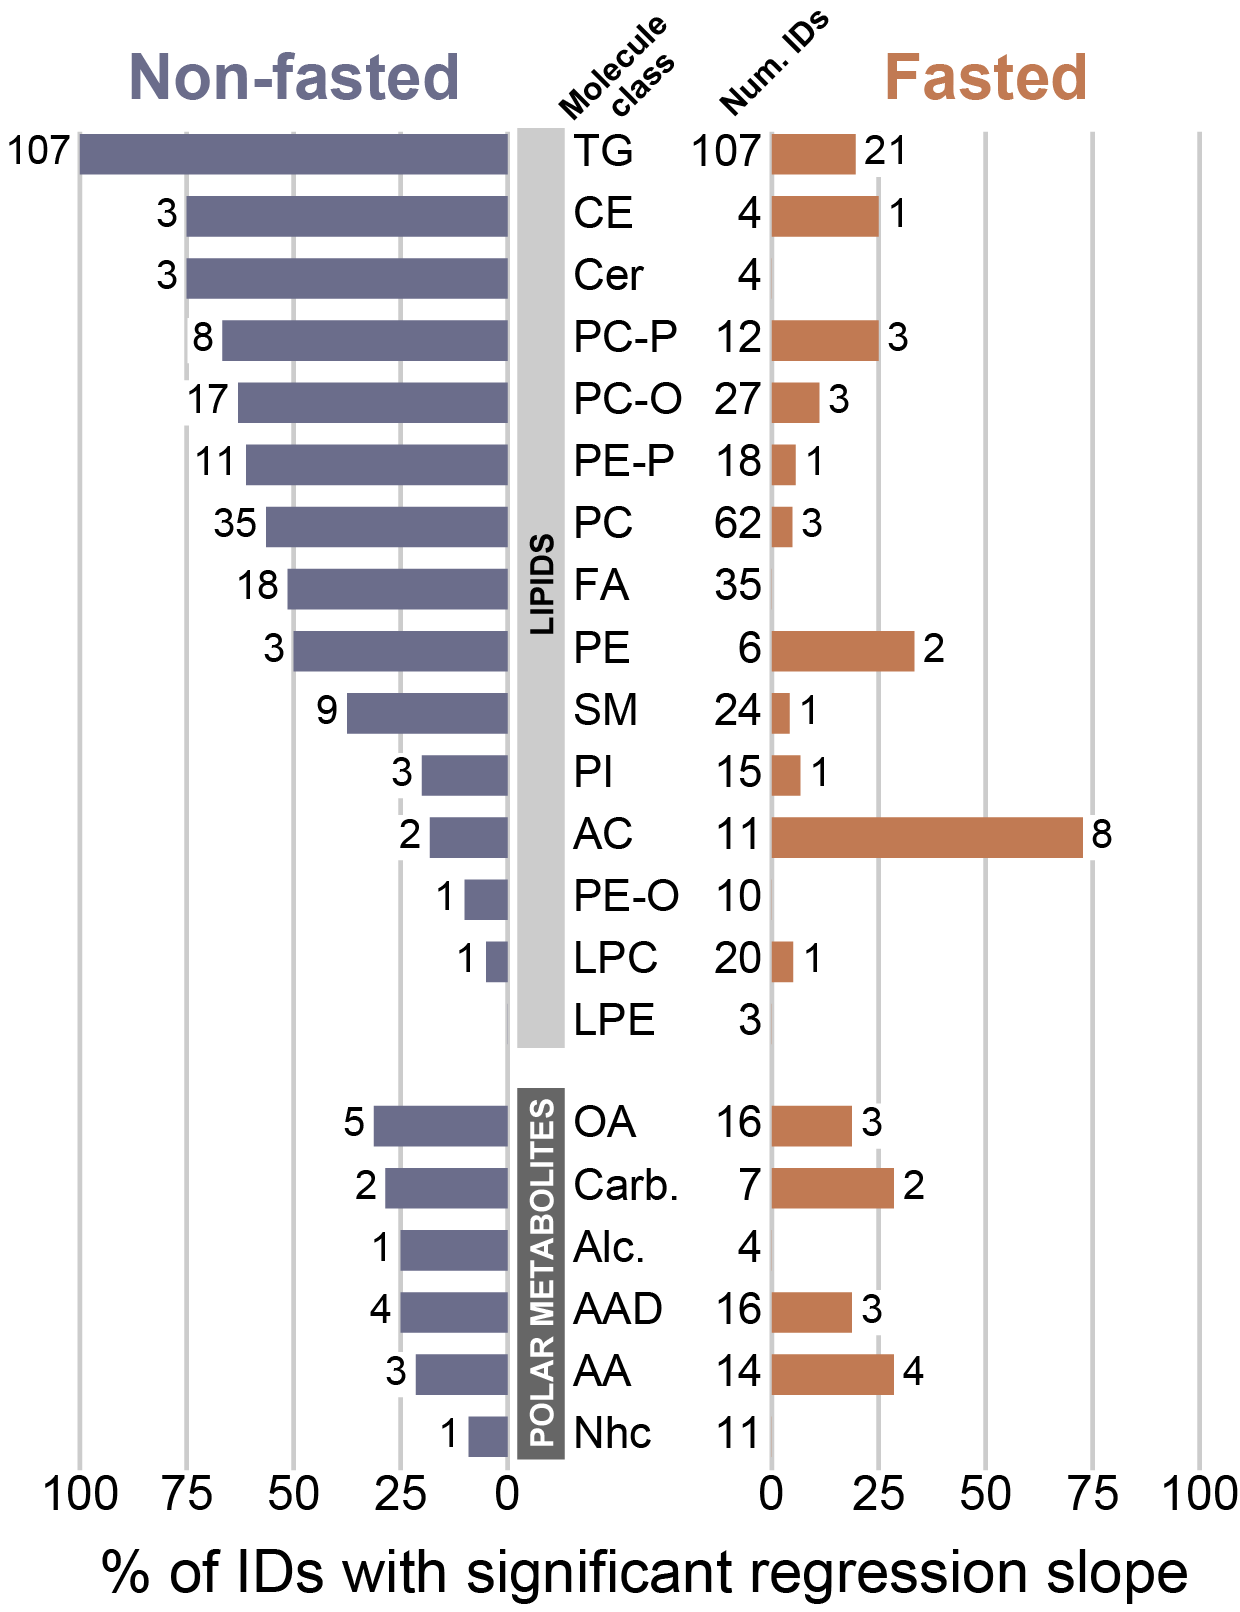 Non-fasted
Molecule
class
Num. IDs
Fasted
107 TG 107 21
3 CE 4 1
3 Cer 4
8 PC-P 12 3
17 PC-O 27 3
11 PE-P 18 1
35 PC 62 3
18 FA 35
3 PE 6 2
9 SM 24 1
3 PI 15 1
2 AC 11 8
1 PE-O 10
1 LPC 20 1
LPE 3
LIPIDS
5 OA 16 3
2 Carb. 7 2
1 Alc. 4
4 AAD 16 3
3 AA 14 4
1 Nhc 11
POLAR METABOLITES
100 75 50 25 0 0 25 50 75 100
% of IDs with significant regression slope